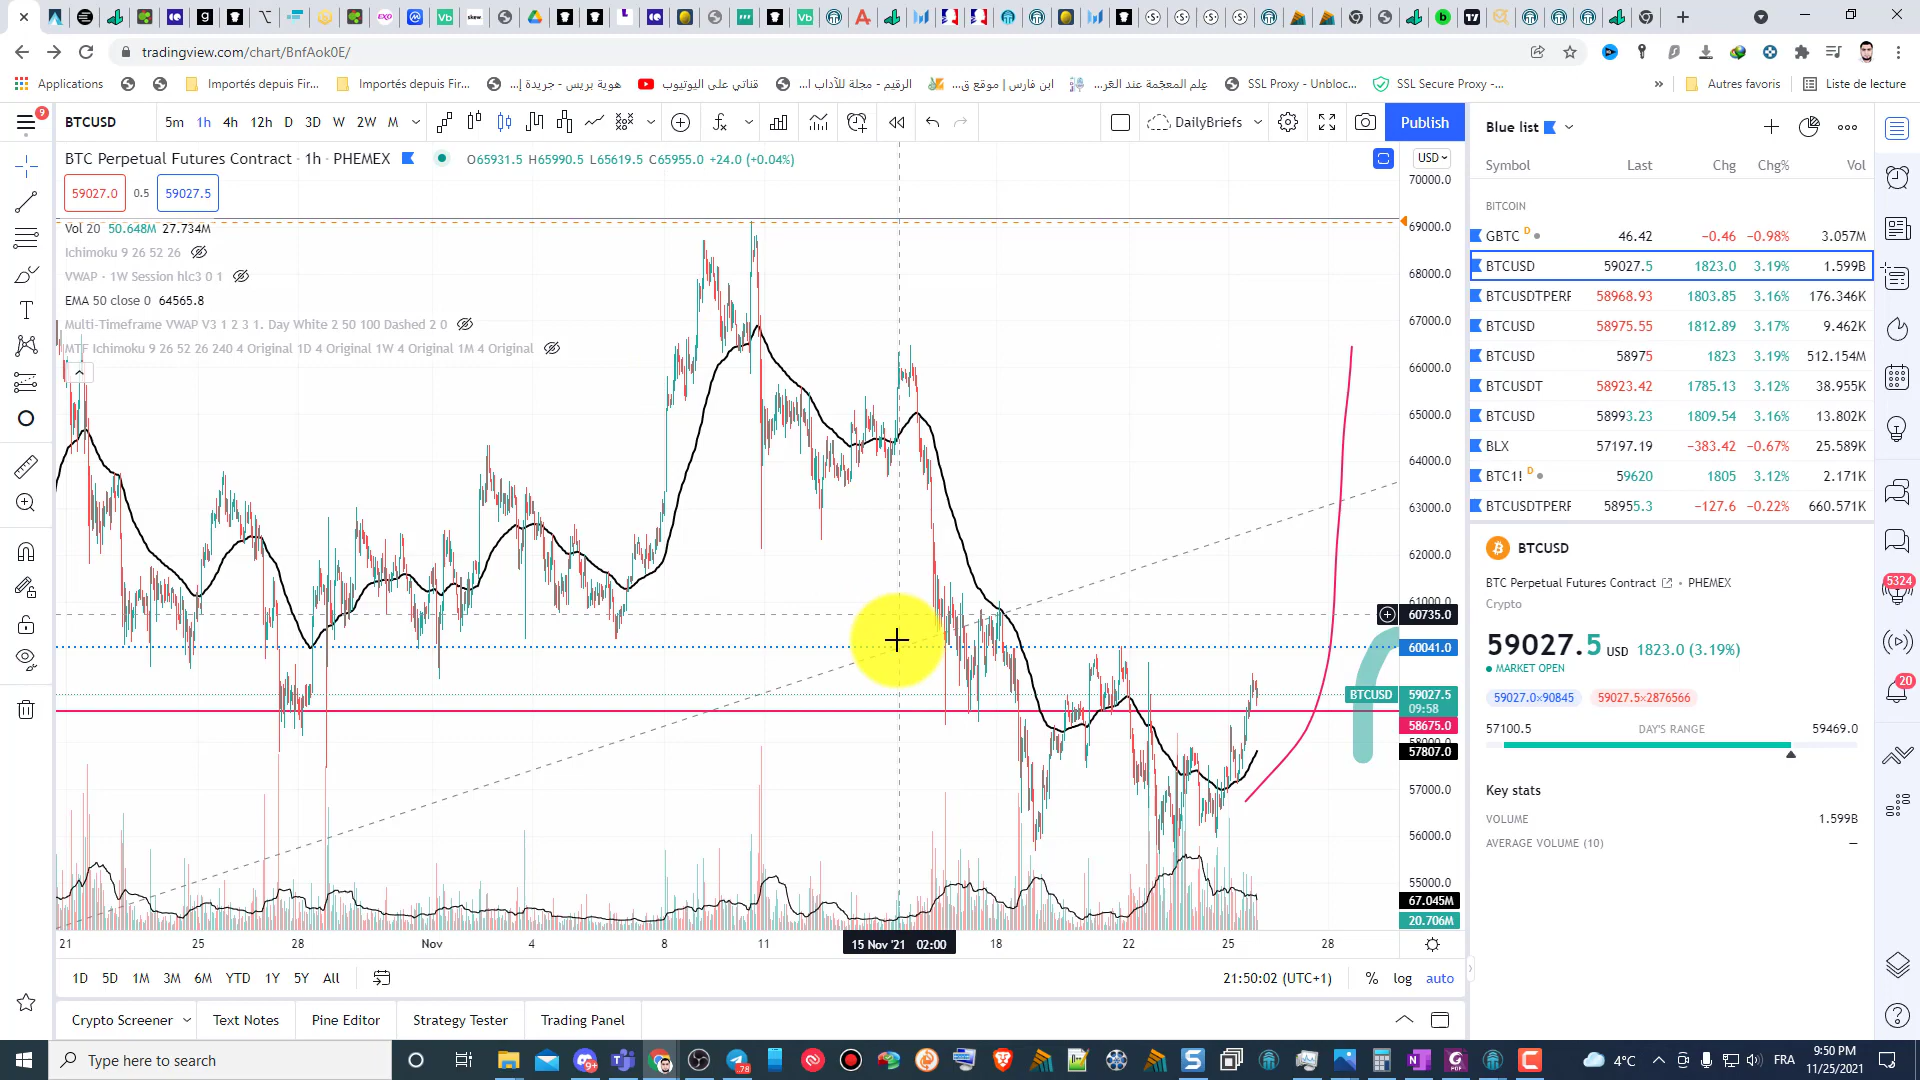 tradingview.com/chart/BnfAok0E/
Applications
Importés depuis Fir...
Importés depuis Fir...
هوية بريس - جريدة إ...
قناتي على اليوتيوب
الرقيم - مجلة للآداب ا...
ابن فارس | موقع ق...
علم المعجمّة عند العّر...
SSL Proxy - Unbloc...
SSL Secure Proxy -...
»
Autres favoris
Liste de lecture
9
BTCUSD
5m 1h 4h 12h D 3D W 2W M
DailyBriefs
Publish
BTC Perpetual Futures Contract · 1h · PHEMEX
O65931.5 H65990.5 L65619.5 C65955.0 +24.0 (+0.04%)
USD
59027.0 0.5 59027.5
Vol 20 50.648M 27.734M
Ichimoku 9 26 52 26
VWAP · 1W Session hlc3 0 1
EMA 50 close 0 64565.8
Multi-Timeframe VWAP V3 1 2 3 1. Day White 2 50 100 Dashed 2 0
MTF Ichimoku 9 26 52 26 240 4 Original 1D 4 Original 1W 4 Original 1M 4 Original
70000.0
69000.0
68000.0
67000.0
66000.0
65000.0
64000.0
63000.0
62000.0
61000.0
60735.0
60041.0
BTCUSD 59027.5
09:58
58675.0
58000.0
57807.0
57000.0
56000.0
55000.0
67.045M
20.706M
21 25 28 Nov 4 8 11 15 Nov '21 02:00 18 22 25 28
1D 5D 1M 3M 6M YTD 1Y 5Y All
21:50:02 (UTC+1) % log auto
Crypto Screener Text Notes Pine Editor Strategy Tester Trading Panel
Blue list
Symbol Last Chg Chg% Vol
BITCOIN
GBTC D 46.42 −0.46 −0.98% 3.057M
BTCUSD 59027.5 1823.0 3.19% 1.599B
BTCUSDTPERF 58968.93 1803.85 3.16% 176.346K
BTCUSD 58975.55 1812.89 3.17% 9.462K
BTCUSD 58975 1823 3.19% 512.154M
BTCUSDT 58923.42 1785.13 3.12% 38.955K
BTCUSD 58993.23 1809.54 3.16% 13.802K
BLX 57197.19 −383.42 −0.67% 25.589K
BTC1! D 59620 1805 3.12% 2.171K
BTCUSDTPERF 58955.3 −127.6 −0.22% 660.571K
BTCUSD
BTC Perpetual Futures Contract • PHEMEX
Crypto
59027.5 USD 1823.0 (3.19%)
MARKET OPEN
59027.0×90845 59027.5×2876566
57100.5 DAY'S RANGE 59469.0
Key stats
VOLUME 1.599B
AVERAGE VOLUME (10) —
5324
20
Type here to search
9+
78
4°C
FRA
9:50 PM
11/25/2021